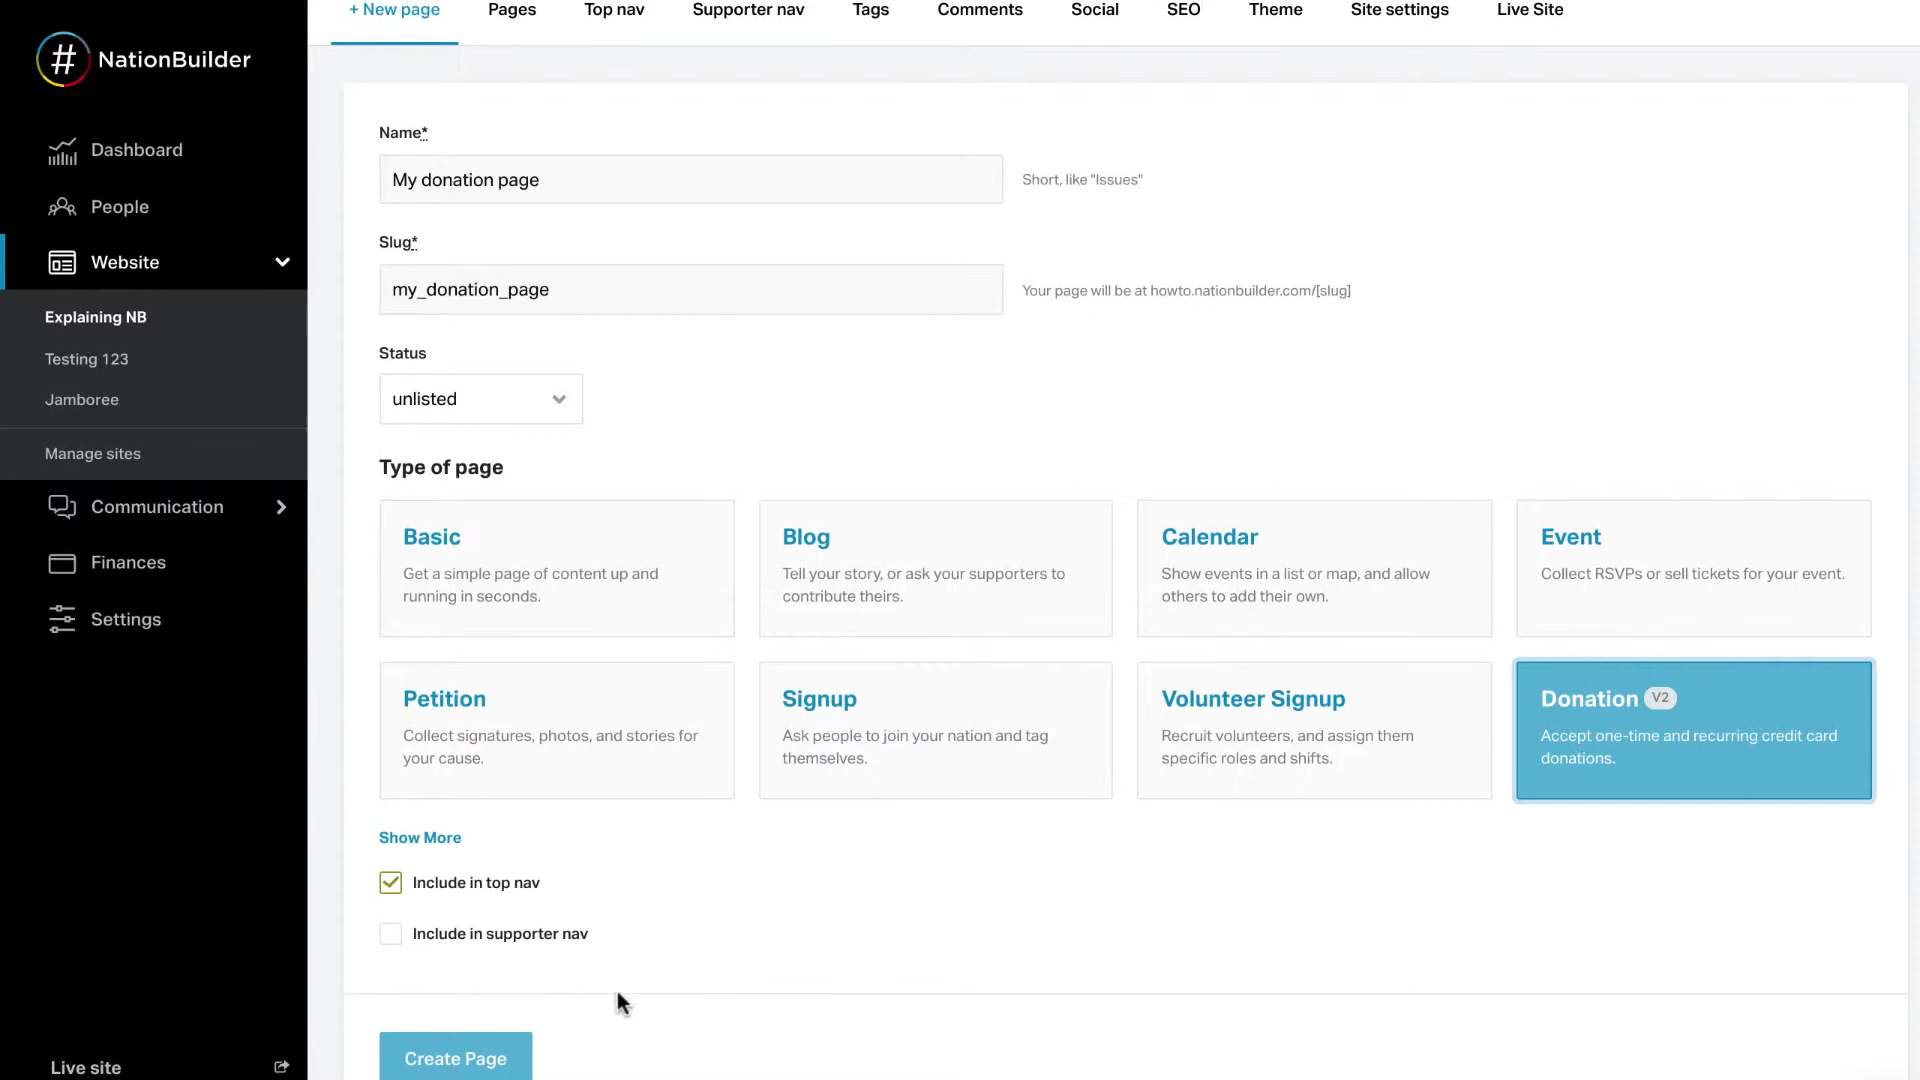 + New page
Pages
Top nav
Supporter nav
Tags
Comments
Social
SEO
Theme
Site settings
Live Site
# NationBuilder
Dashboard
People
Website
Explaining NB
Testing 123
Jamboree
Manage sites
Communication
Finances
Settings
Live site
Name*
My donation page
Short, like "Issues"
Slug*
my_donation_page
Your page will be at howto.nationbuilder.com/[slug]
Status
unlisted
Type of page
Basic
Get a simple page of content up and
running in seconds.
Blog
Tell your story, or ask your supporters to
contribute theirs.
Calendar
Show events in a list or map, and allow
others to add their own.
Event
Collect RSVPs or sell tickets for your event.
Petition
Collect signatures, photos, and stories for
your cause.
Signup
Ask people to join your nation and tag
themselves.
Volunteer Signup
Recruit volunteers, and assign them
specific roles and shifts.
Donation V2
Accept one-time and recurring credit card
donations.
Show More
Include in top nav
Include in supporter nav
Create Page